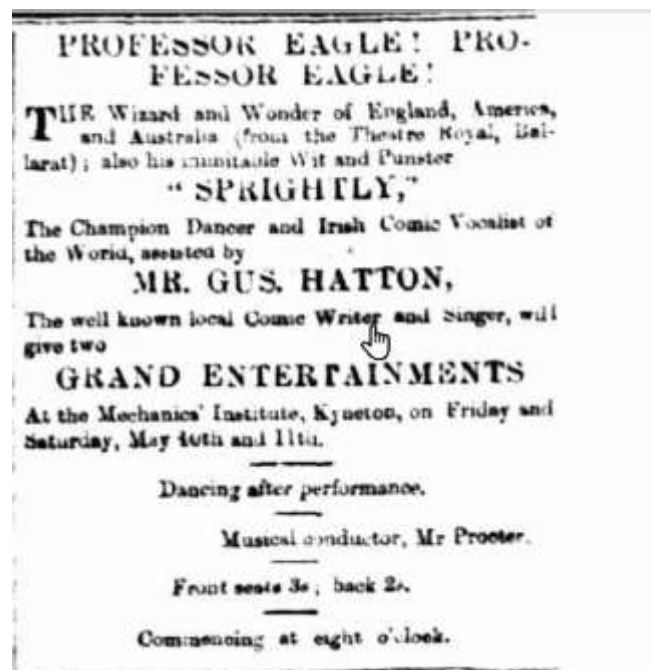 PROFESSOR EAGLE! PRO-
FESSOR EAGLE!
THE Wizard and Wonder of England, America,
and Australia (from the Theatre Royal, Bal-
larat); also his inimitable Wit and Punster
"SPRIGHTLY,"
The Champion Dancer and Irish Comic Vocalist of
the World, assisted by
MR. GUS. HATTON,
The well known local Comic Writer and Singer, will
give two
GRAND ENTERTAINMENTS
At the Mechanics' Institute, Kyneton, on Friday and
Saturday, May 10th and 11th.
Dancing after performance.
Musical conductor, Mr Procter.
Front seats 3s; back 2s.
Commencing at eight o'clock.